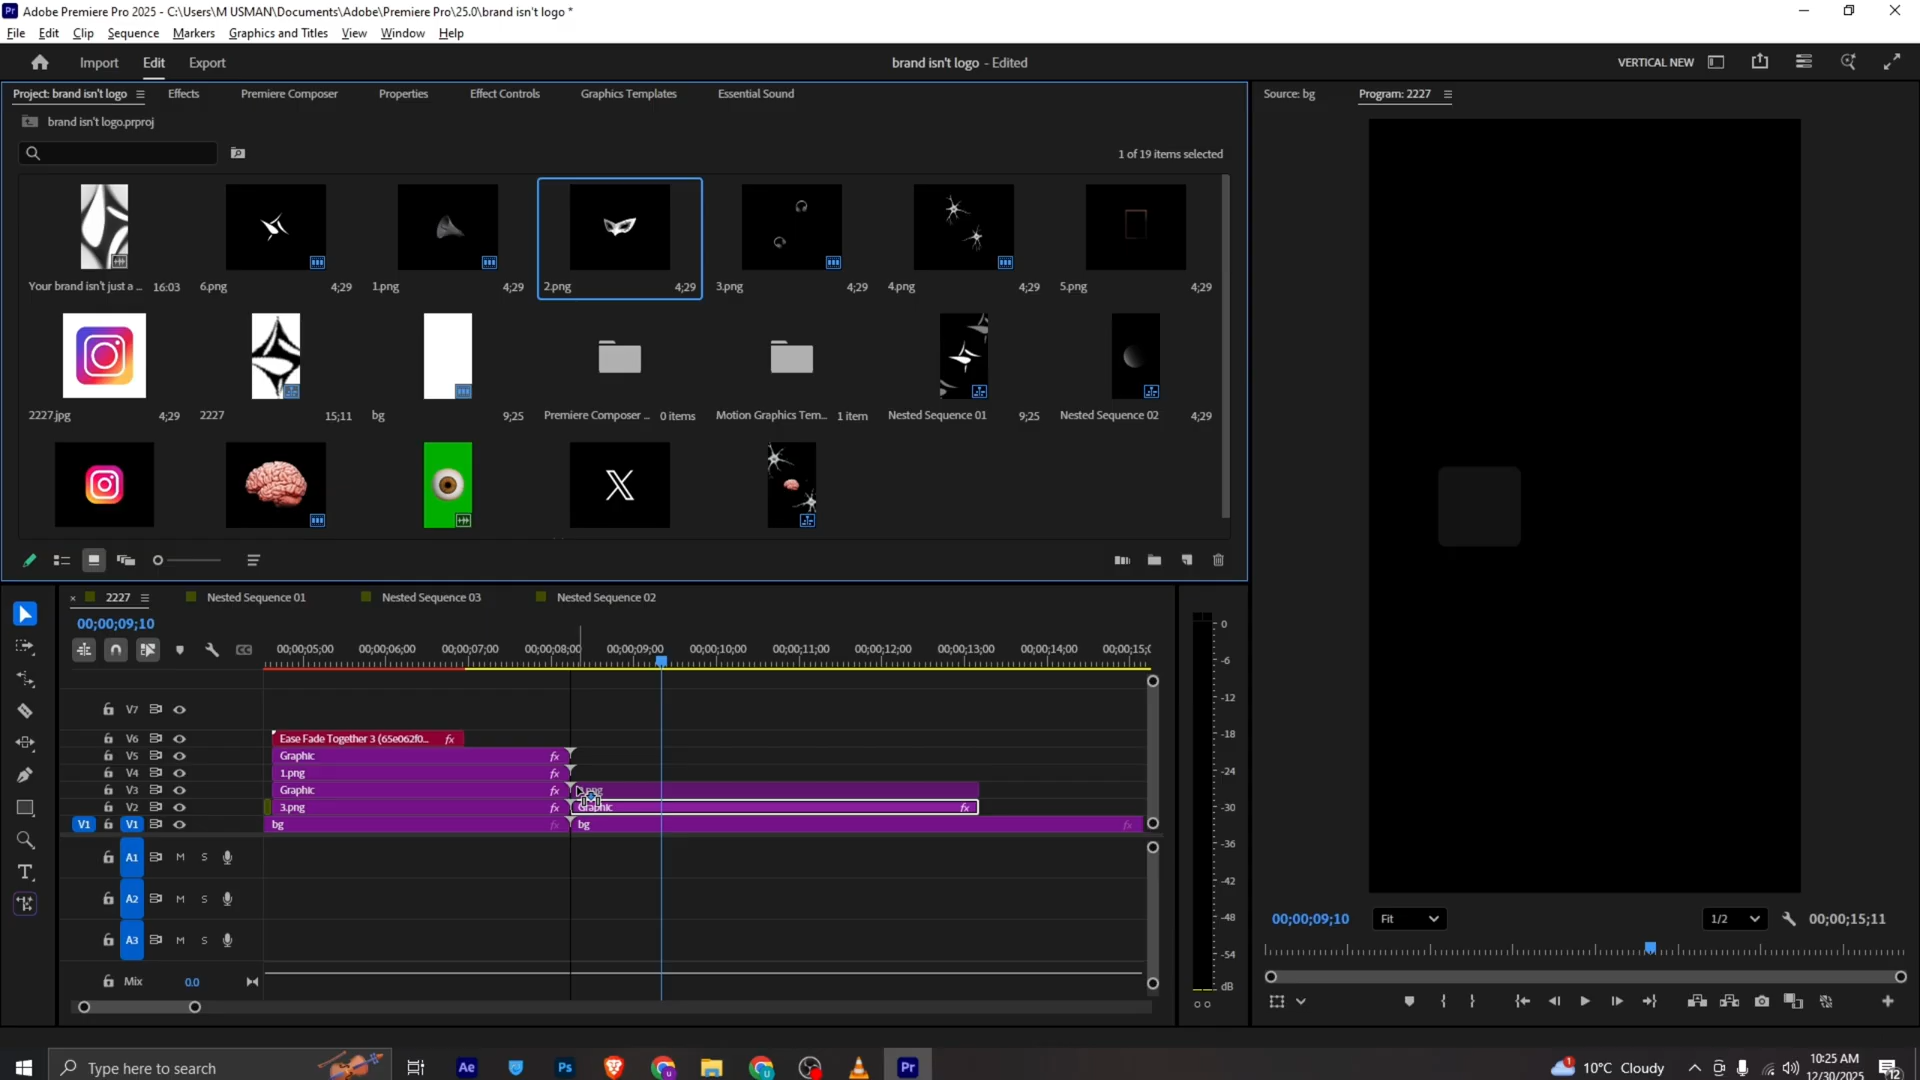 Adobe Premiere Pro 2025 - C:\Users\M USMAN\Documents\Adobe\Premiere Pro\25.0\brand isn't logo *
File Edit Clip Sequence Markers Graphics and Titles View Window Help
Import Edit Export
brand isn't logo - Edited
VERTICAL NEW
Project: brand isn't logo Effects Premiere Composer Properties Effect Controls Graphics Templates Essential Sound
Source: bg Program: 2227
brand isn't logo.prproj
1 of 19 items selected
Your brand isn't just a ... 16:03 6.png 4;29 1.png 4;29 2.png 4;29 3.png 4;29 4.png 4;29 5.png 4;29
2227.jpg 4;29 2227 15;11 bg 9;25 Premiere Composer ... 0 items Motion Graphics Tem... 1 item Nested Sequence 01 9;25 Nested Sequence 02 4;29
2227 Nested Sequence 01 Nested Sequence 03 Nested Sequence 02
00;00;09;10
00;00;05;00 00;00;06;00 00;00;07;00 00;00;08;00 00;00;09;00 00;00;10;00 00;00;11;00 00;00;12;00 00;00;13;00 00;00;14;00 00;00;15;0
V7
V6 Ease Fade Together 3 (65e062f0... fx
V5 Graphic fx
V4 1.png fx
V3 Graphic fx .png
V2 3.png fx Graphic fx
V1 V1 bg fx bg fx
A1 M S
A2 M S
A3 M S
Mix 0.0
0
-6
-12
-18
-24
-30
-36
-42
-48
-54
dB
00;00;09;10 Fit 1/2 00;00;15;11
Type here to search
Ae Ps Pr
1 10°C Cloudy
10:25 AM
12/30/2025
12